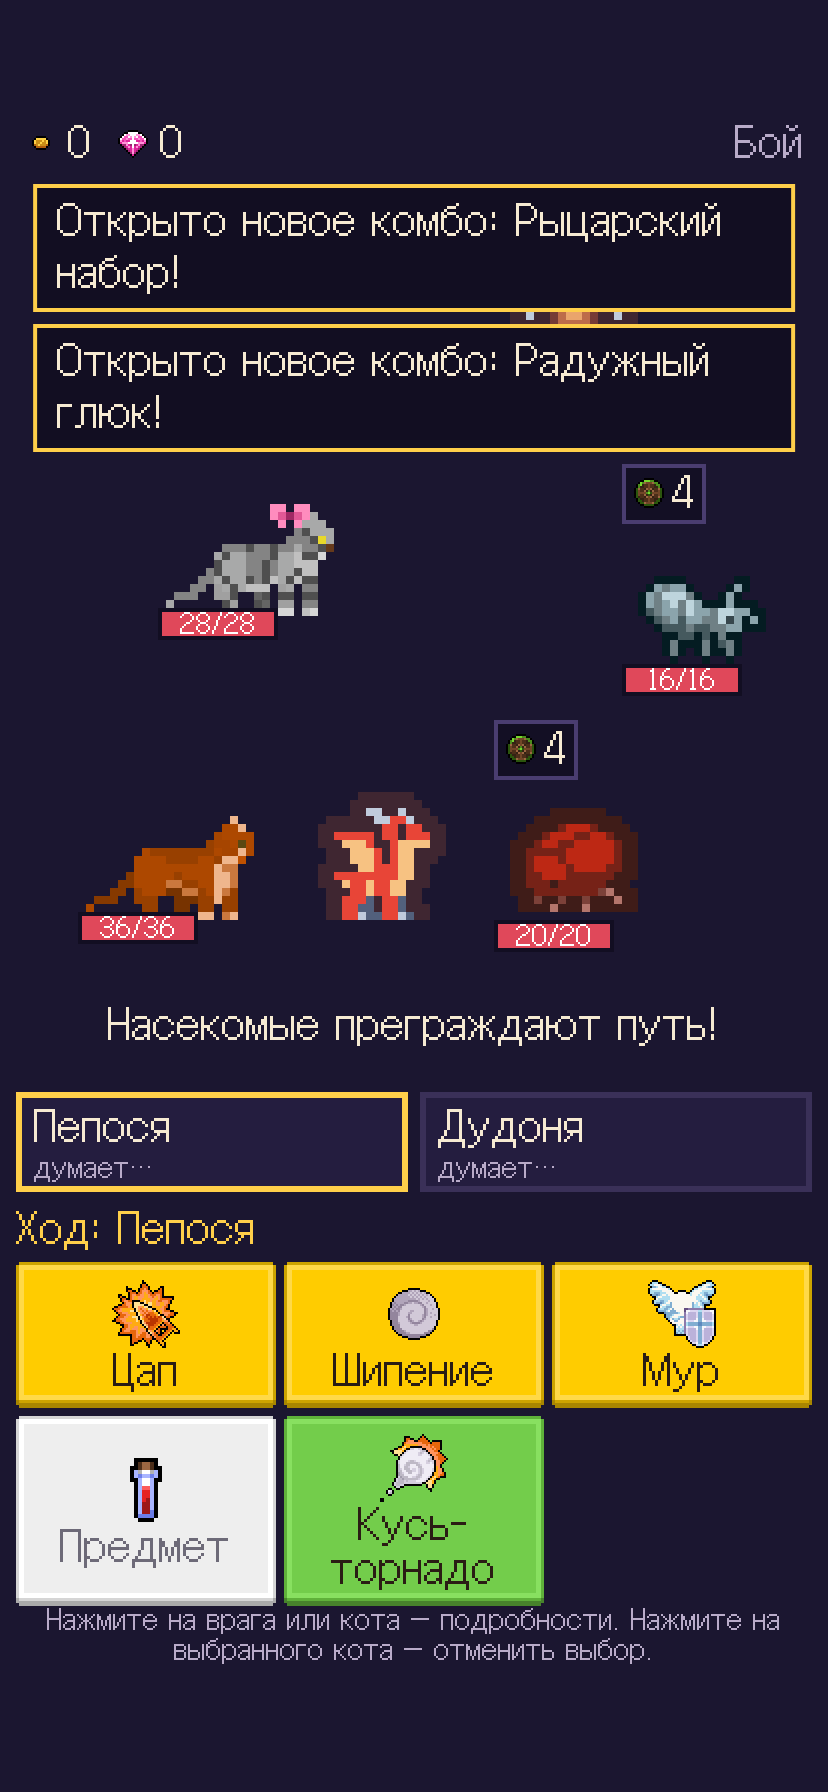 0 0 Бой
Открыто новое комбо: Рыцарский
набор!
Открыто новое комбо: Радужный
глюк!
4
28/28
16/16
4
36/36
20/20
Насекомые преграждают путь!
Пепося
думает...
Дудоня
думает...
Ход: Пепося
Цап
Шипение
Мур
Предмет
Кусь-
торнадо
Нажмите на врага или кота — подробности. Нажмите на
выбранного кота — отменить выбор.